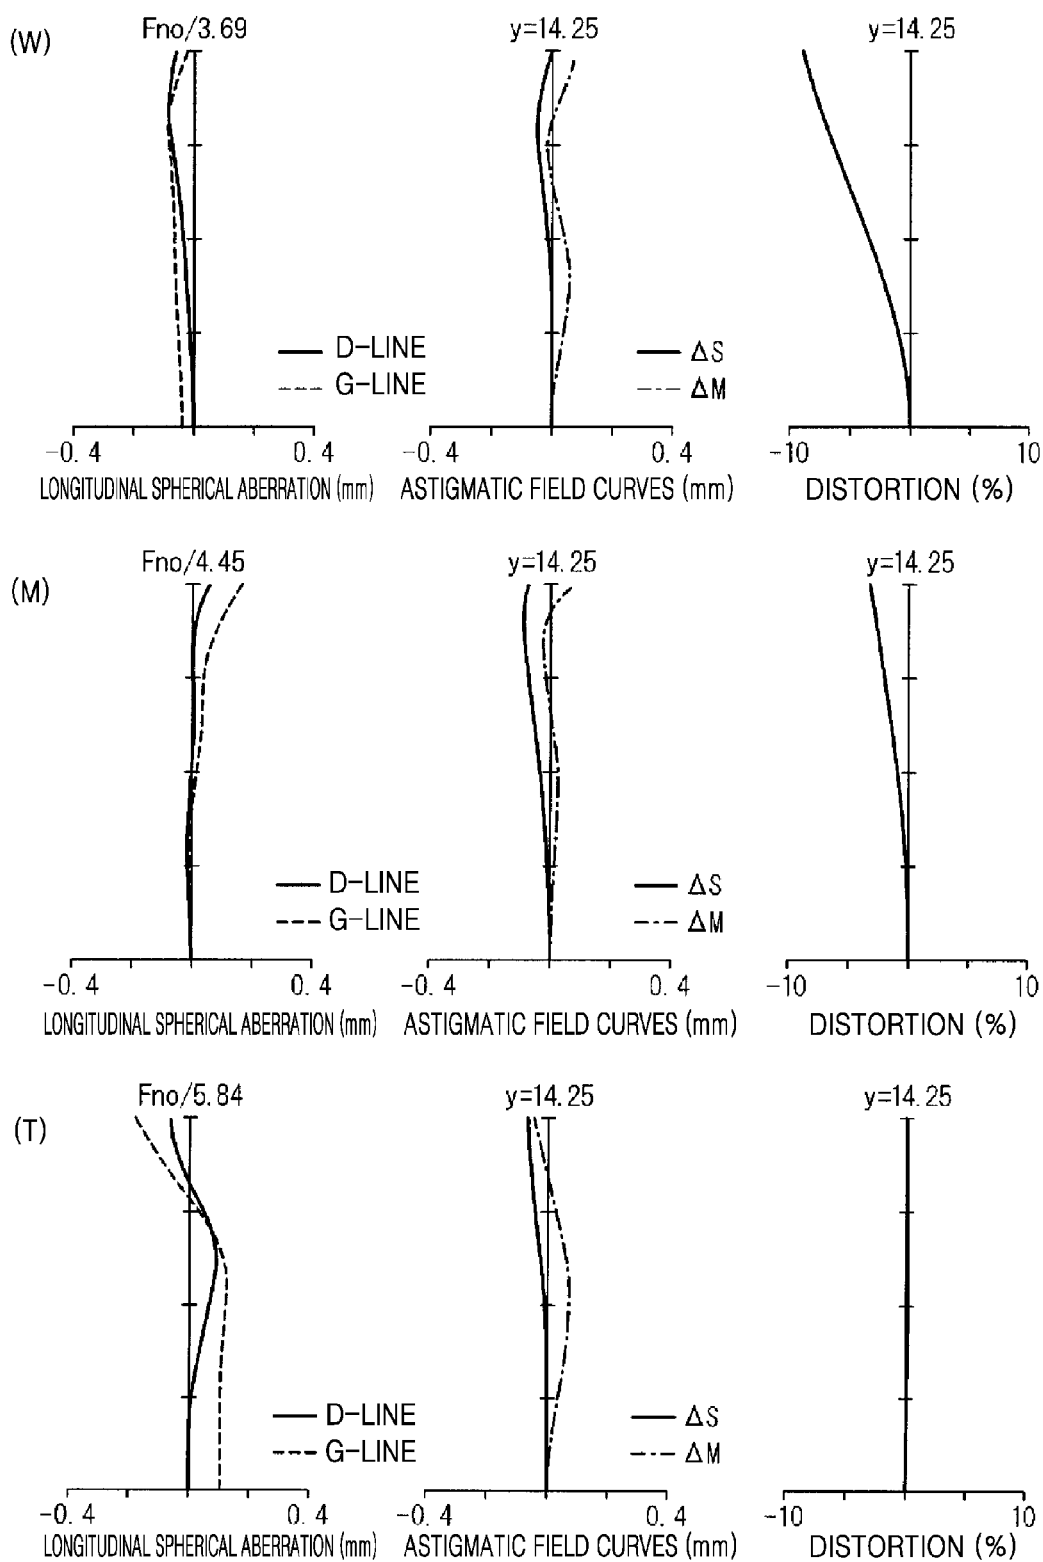 (W)
Fno/3.69
y=14.25
y=14.25
D-LINE
G-LINE
ΔS
ΔM
-0.4
0.4
-0.4
0.4
-10
10
LONGITUDINAL SPHERICAL ABERRATION (mm)
ASTIGMATIC FIELD CURVES (mm)
DISTORTION (%)
(M)
Fno/4.45
y=14.25
y=14.25
D-LINE
G-LINE
ΔS
ΔM
-0.4
0.4
-0.4
0.4
-10
10
LONGITUDINAL SPHERICAL ABERRATION (mm)
ASTIGMATIC FIELD CURVES (mm)
DISTORTION (%)
(T)
Fno/5.84
y=14.25
y=14.25
D-LINE
G-LINE
ΔS
ΔM
-0.4
0.4
-0.4
0.4
-10
10
LONGITUDINAL SPHERICAL ABERRATION (mm)
ASTIGMATIC FIELD CURVES (mm)
DISTORTION (%)